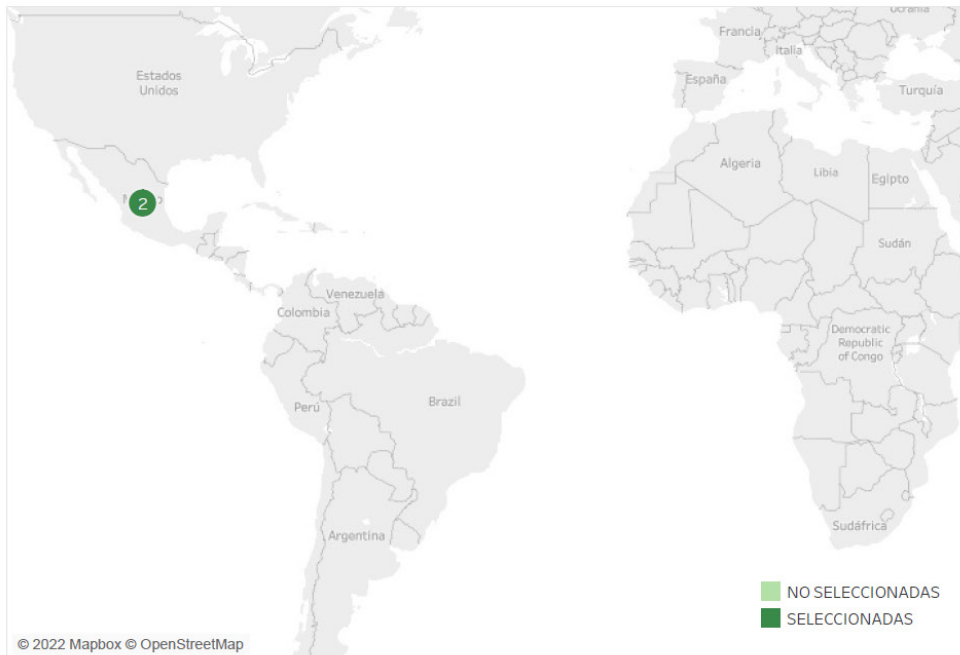 Ucrania
Francia
Italia
Estados
Unidos
España
Turquía
Algeria
Libia
Egipto
2
Sudán
Venezuela
Colombia
Democratic
Republic
of Congo
Perú
Brazil
Sudáfrica
Argentina
NO SELECCIONADAS
SELECCIONADAS
© 2022 Mapbox © OpenStreetMap